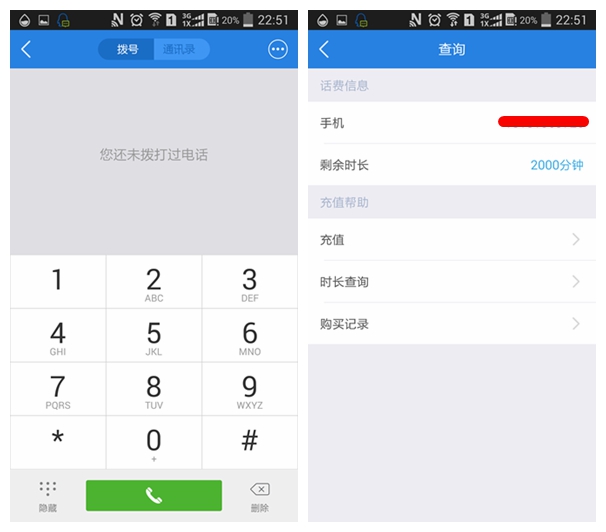 1 3G 1X 20% 22:51
拨号 通讯录
您还未拨打过电话
1 2 3
ABC DEF
4 5 6
GHI JKL MNO
7 8 9
PQRS TUV WXYZ
* 0 #
+
隐藏 删除
1 3G 1X 20% 22:51
查询
话费信息
手机
剩余时长 2000分钟
充值帮助
充值
时长查询
购买记录